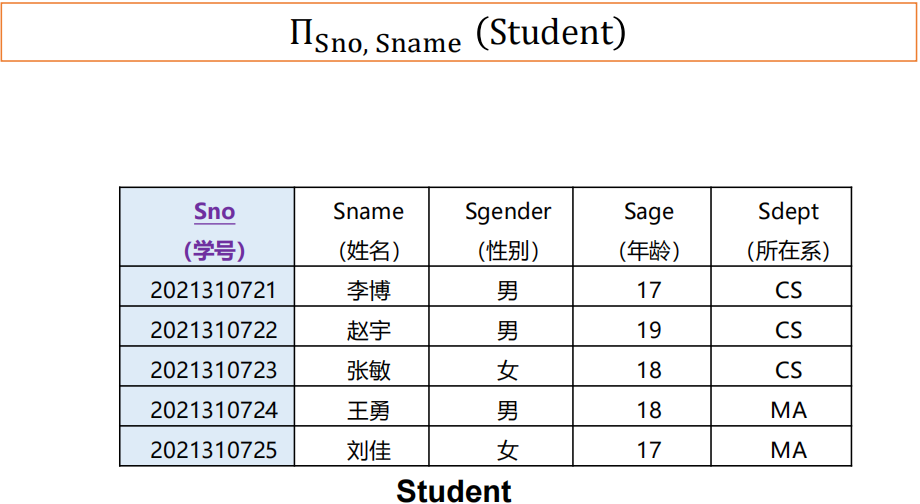 Π Sno, Sname (Student)
Sno Sname Sgender Sage Sdept
(学号) (姓名) (性别) (年龄) (所在系)
2021310721 李博 男 17 CS
2021310722 赵宇 男 19 CS
2021310723 张敏 女 18 CS
2021310724 王勇 男 18 MA
2021310725 刘佳 女 17 MA
Student